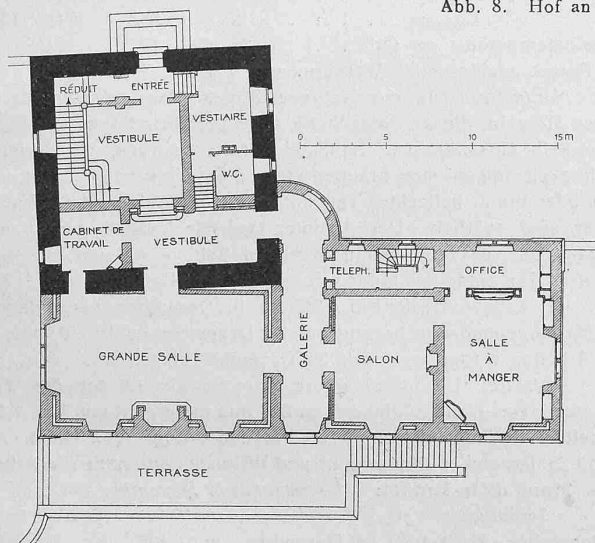 Abb. 8. Hof an
RÉDUIT
ENTRÉE
VESTIBULE
VESTIAIRE
W.C.
0 5 10 15 m
CABINET DE
TRAVAIL
VESTIBULE
TELEPH.
OFFICE
GRANDE SALLE
GALERIE
SALON
SALLE
À
MANGER
TERRASSE